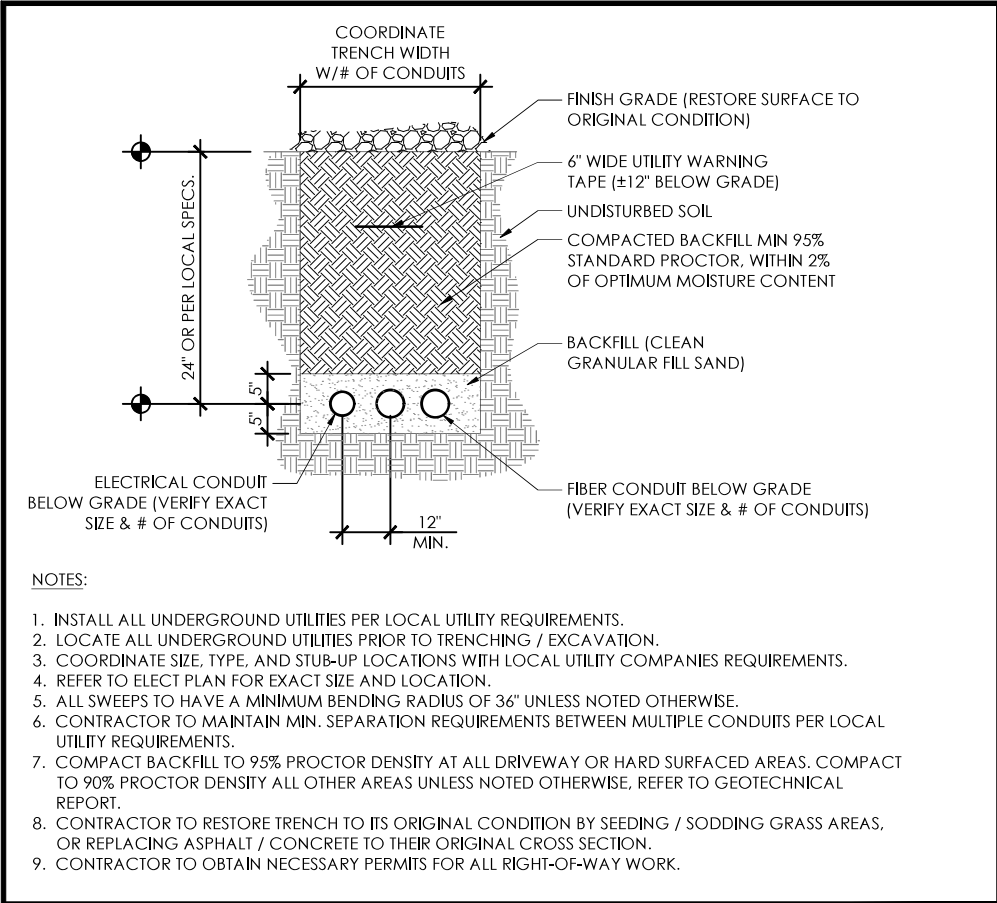 COORDINATE
TRENCH WIDTH
W/# OF CONDUITS
FINISH GRADE (RESTORE SURFACE TO
ORIGINAL CONDITION)
6" WIDE UTILITY WARNING
TAPE (±12" BELOW GRADE)
UNDISTURBED SOIL
COMPACTED BACKFILL MIN 95%
STANDARD PROCTOR, WITHIN 2%
OF OPTIMUM MOISTURE CONTENT
24" OR PER LOCAL SPECS.
BACKFILL (CLEAN
GRANULAR FILL SAND)
5"
5"
ELECTRICAL CONDUIT
BELOW GRADE (VERIFY EXACT
SIZE & # OF CONDUITS)
FIBER CONDUIT BELOW GRADE
(VERIFY EXACT SIZE & # OF CONDUITS)
12"
MIN.
NOTES:
1. INSTALL ALL UNDERGROUND UTILITIES PER LOCAL UTILITY REQUIREMENTS.
2. LOCATE ALL UNDERGROUND UTILITIES PRIOR TO TRENCHING / EXCAVATION.
3. COORDINATE SIZE, TYPE, AND STUB-UP LOCATIONS WITH LOCAL UTILITY COMPANIES REQUIREMENTS.
4. REFER TO ELECT PLAN FOR EXACT SIZE AND LOCATION.
5. ALL SWEEPS TO HAVE A MINIMUM BENDING RADIUS OF 36" UNLESS NOTED OTHERWISE.
6. CONTRACTOR TO MAINTAIN MIN. SEPARATION REQUIREMENTS BETWEEN MULTIPLE CONDUITS PER LOCAL
UTILITY REQUIREMENTS.
7. COMPACT BACKFILL TO 95% PROCTOR DENSITY AT ALL DRIVEWAY OR HARD SURFACED AREAS. COMPACT
TO 90% PROCTOR DENSITY ALL OTHER AREAS UNLESS NOTED OTHERWISE, REFER TO GEOTECHNICAL
REPORT.
8. CONTRACTOR TO RESTORE TRENCH TO ITS ORIGINAL CONDITION BY SEEDING / SODDING GRASS AREAS,
OR REPLACING ASPHALT / CONCRETE TO THEIR ORIGINAL CROSS SECTION.
9. CONTRACTOR TO OBTAIN NECESSARY PERMITS FOR ALL RIGHT-OF-WAY WORK.